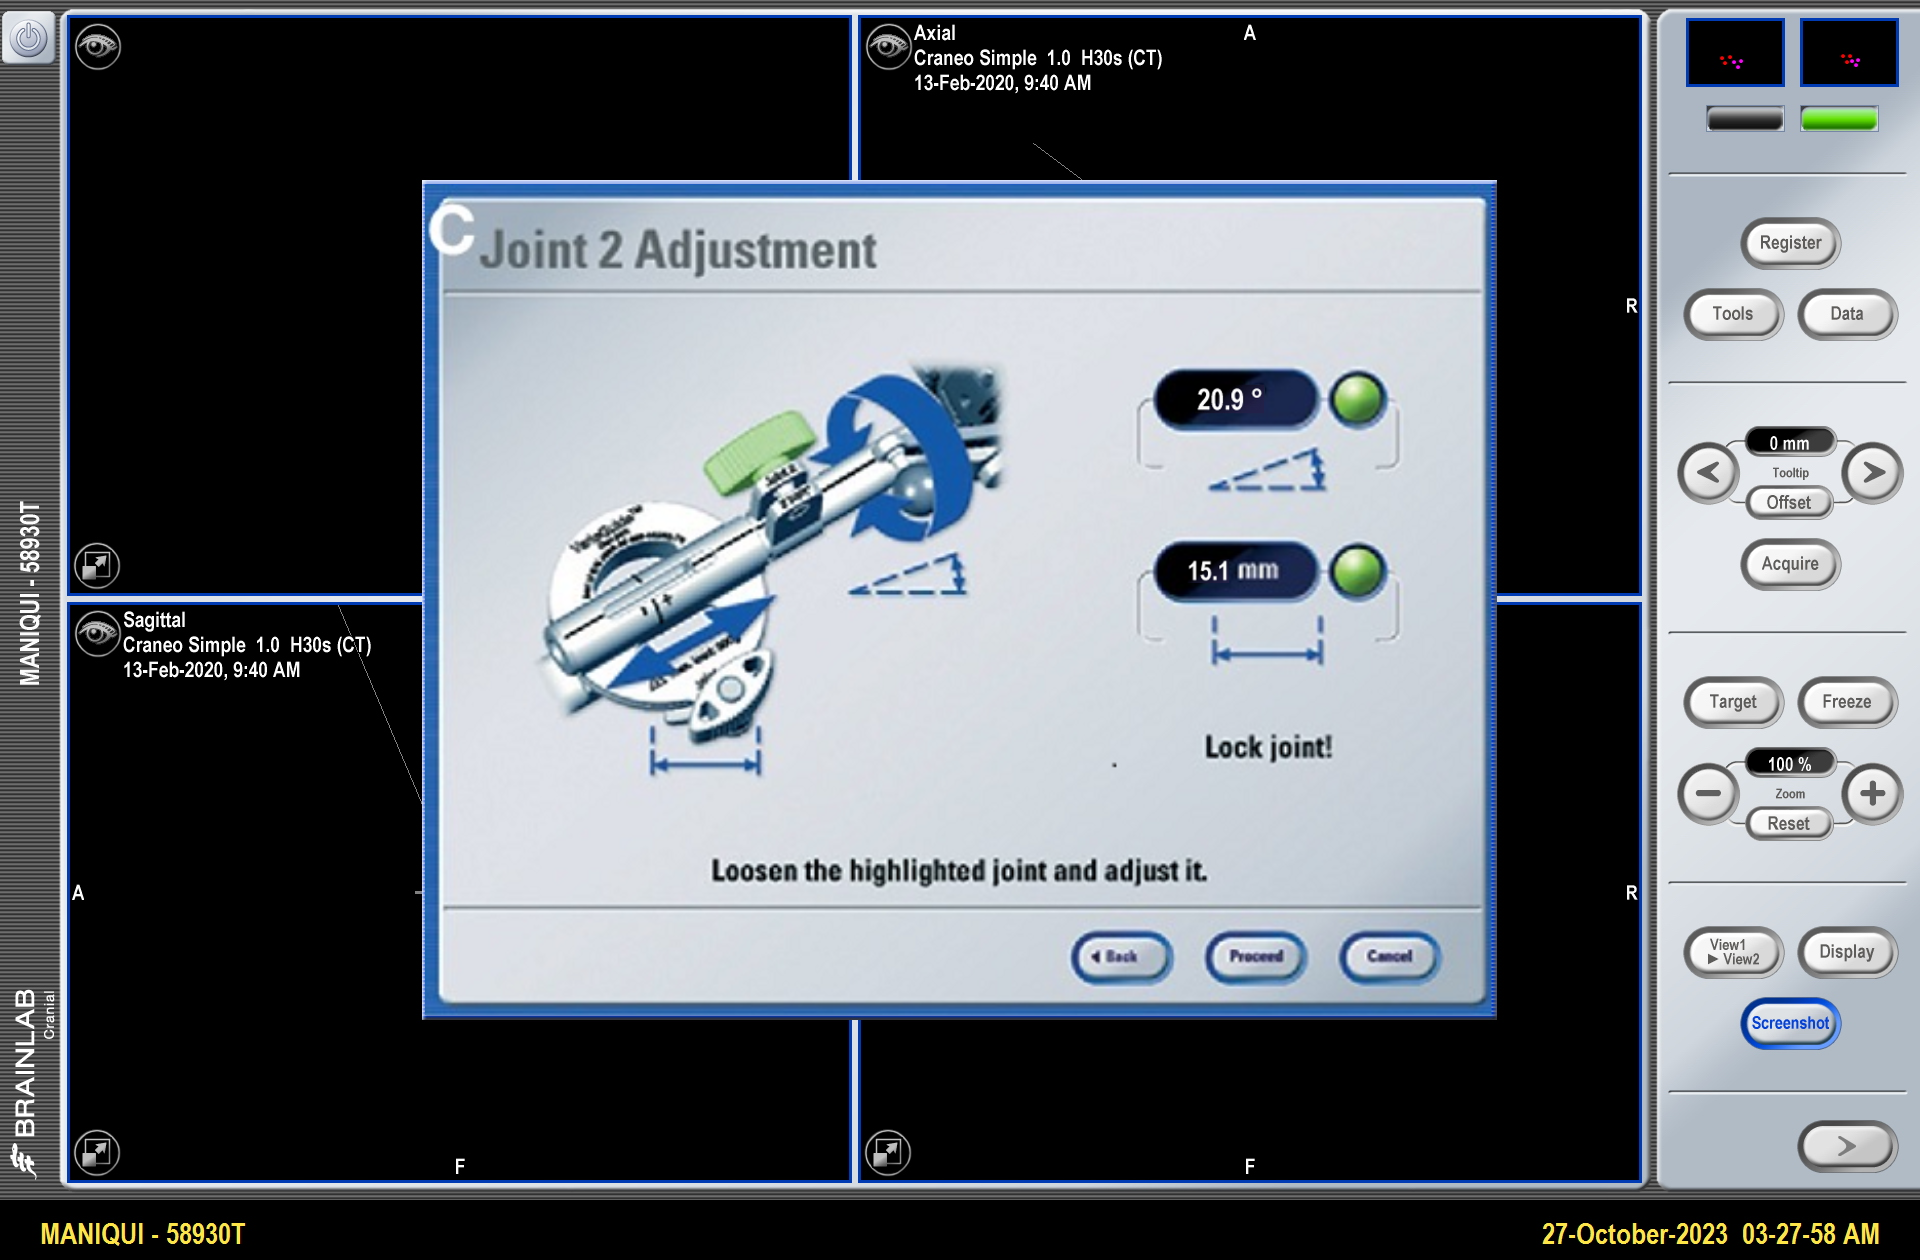 Axial
Craneo Simple 1.0 H30s (CT)
13-Feb-2020, 9:40 AM
A
R
C
Joint 2 Adjustment
20.9 °
15.1 mm
Lock joint!
Loosen the highlighted joint and adjust it.
Back
Proceed
Cancel
Sagittal
Craneo Simple 1.0 H30s (CT)
13-Feb-2020, 9:40 AM
A
R
F
F
MANIQUI - 58930T
BRAINLAB
Cranial
Register
Tools
Data
0 mm
Tooltip
Offset
Acquire
Target
Freeze
100 %
Zoom
Reset
View1
View2
Display
Screenshot
MANIQUI - 58930T
27-October-2023 03-27-58 AM